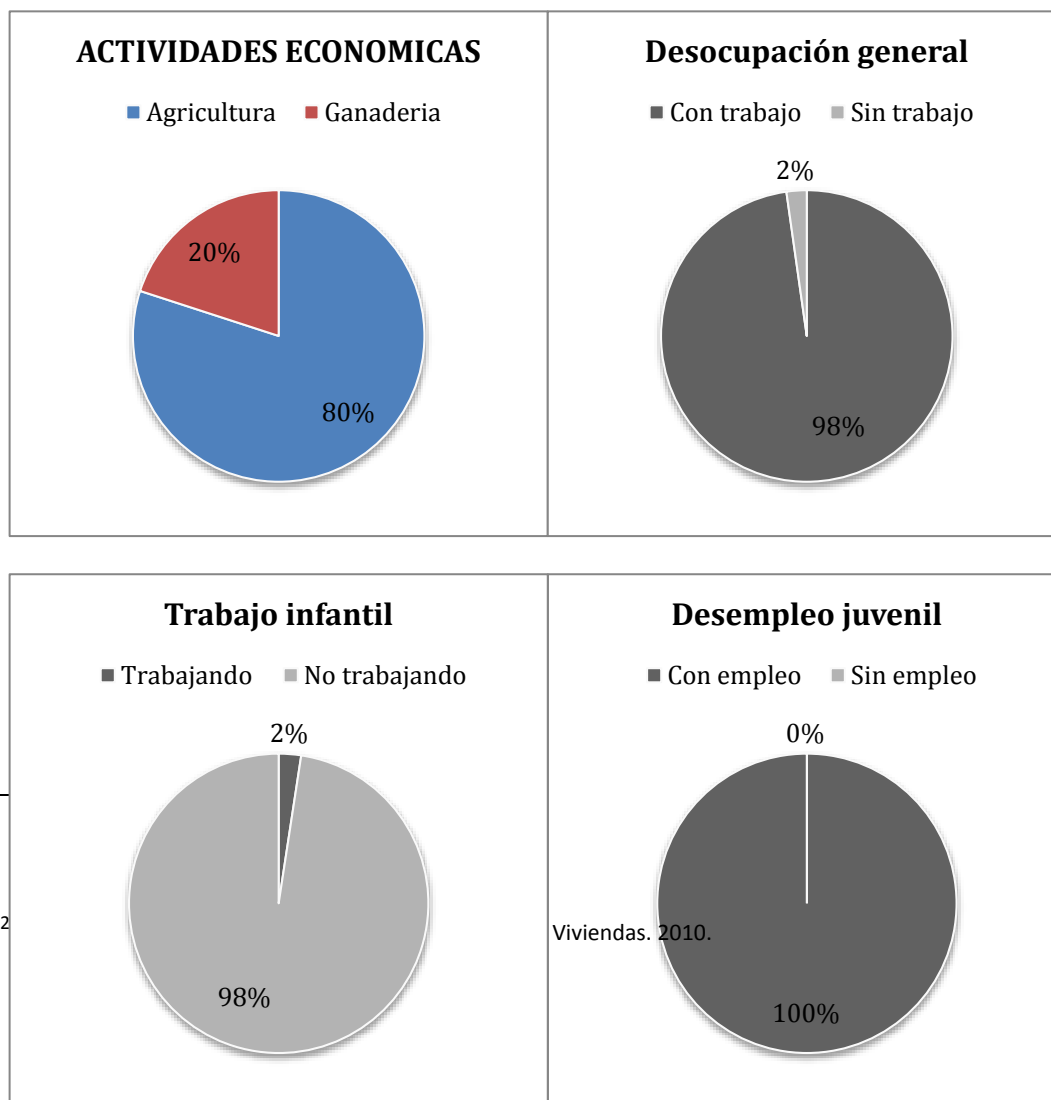 ACTIVIDADES ECONOMICAS
Agricultura Ganaderia
20%
80%
Desocupación general
Con trabajo Sin trabajo
2%
98%
Trabajo infantil
Trabajando No trabajando
2%
98%
Desempleo juvenil
Con empleo Sin empleo
0%
100%
2
Viviendas. 2010.